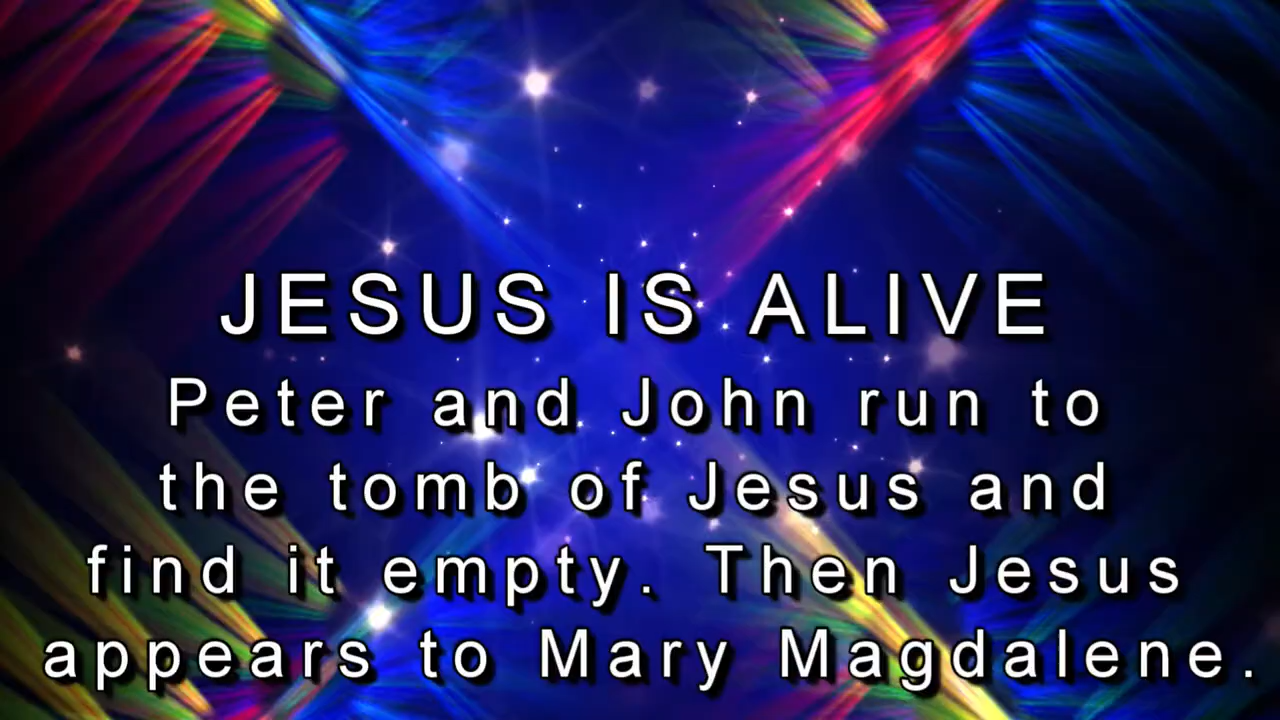 JESUS IS ALIVE
Peter and John run to
the tomb of Jesus and
find it empty. Then Jesus
appears to Mary Magdalene.